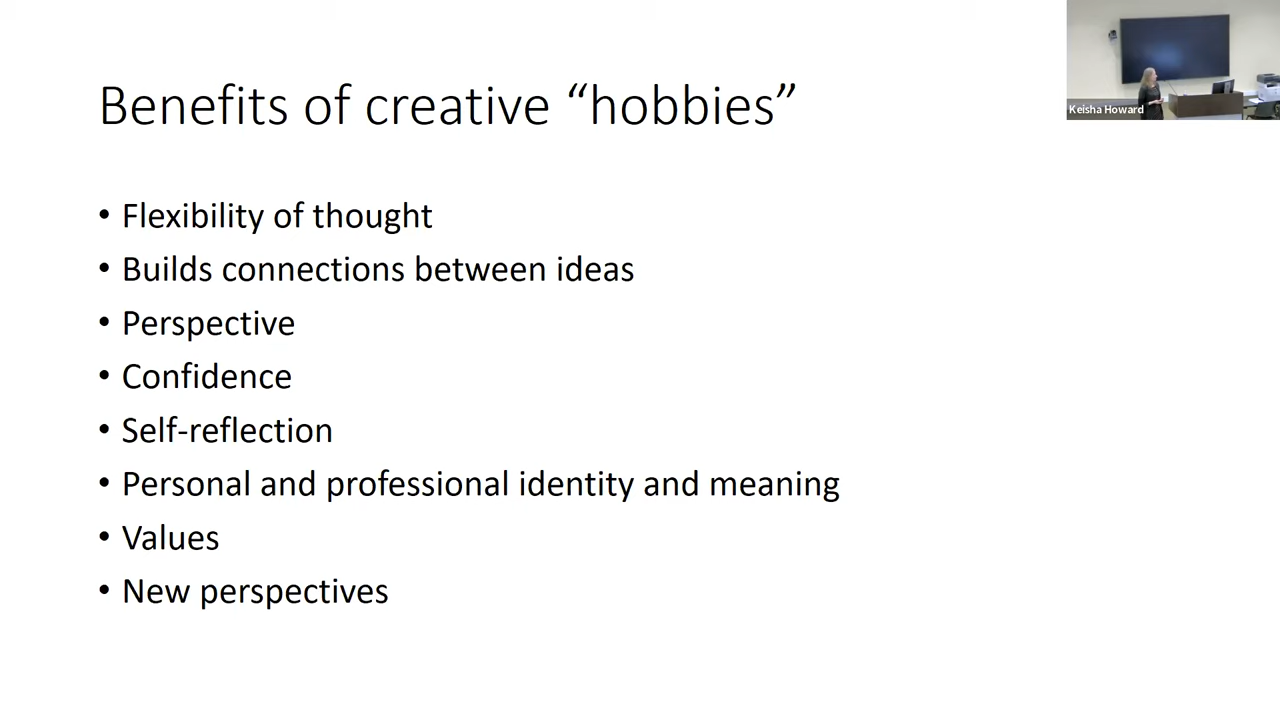 Benefits of creative “hobbies”
Keisha Howard
• Flexibility of thought
• Builds connections between ideas
• Perspective
• Confidence
• Self-reflection
• Personal and professional identity and meaning
• Values
• New perspectives